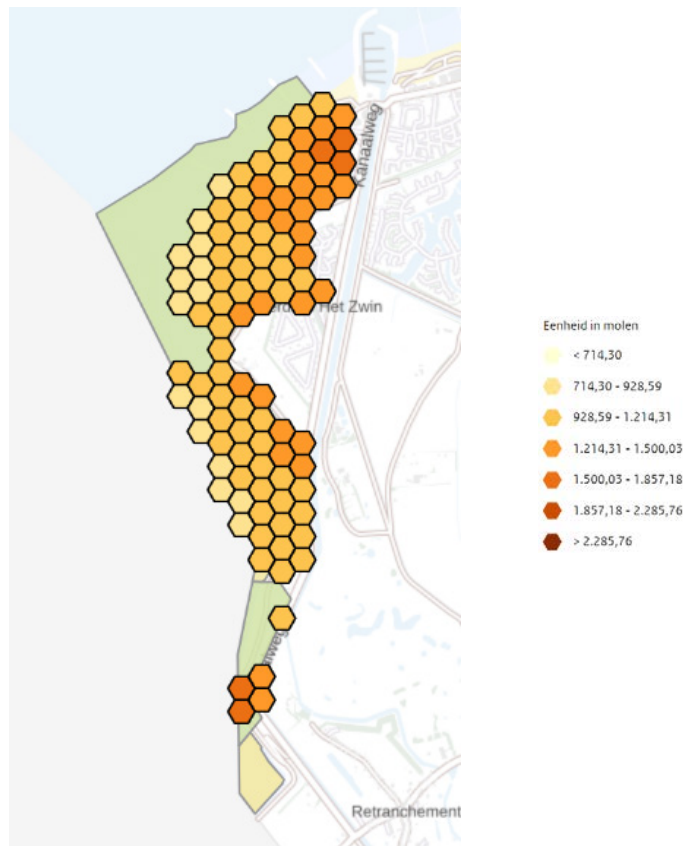 Kanaalweg
Het Zwin
Eenheid in molen
< 714,30
714,30 - 928,59
928,59 - 1.214,31
1.214,31 - 1.500,03
1.500,03 - 1.857,18
1.857,18 - 2.285,76
> 2.285,76
Retranchement